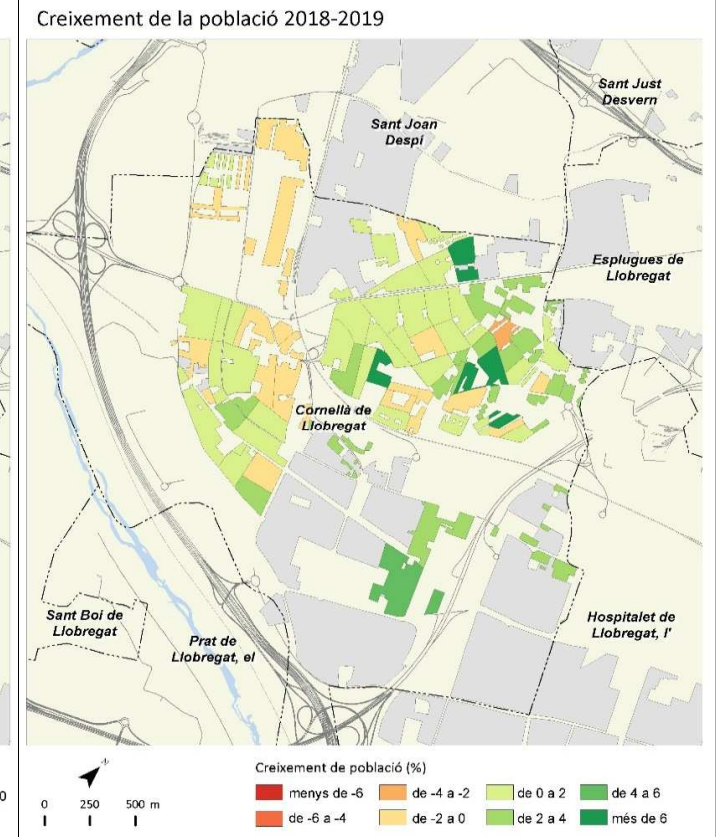 Creixement de la població 2018-2019
Sant Just
Desvern
Sant Joan
Despí
Esplugues de
Llobregat
Cornellà de
Llobregat
Sant Boi de
Llobregat
Prat de
Llobregat, el
Hospitalet de
Llobregat, l'
0
N
0 250 500 m
Creixement de població (%)
menys de -6
de -4 a -2
de 0 a 2
de 4 a 6
de -6 a -4
de -2 a 0
de 2 a 4
més de 6